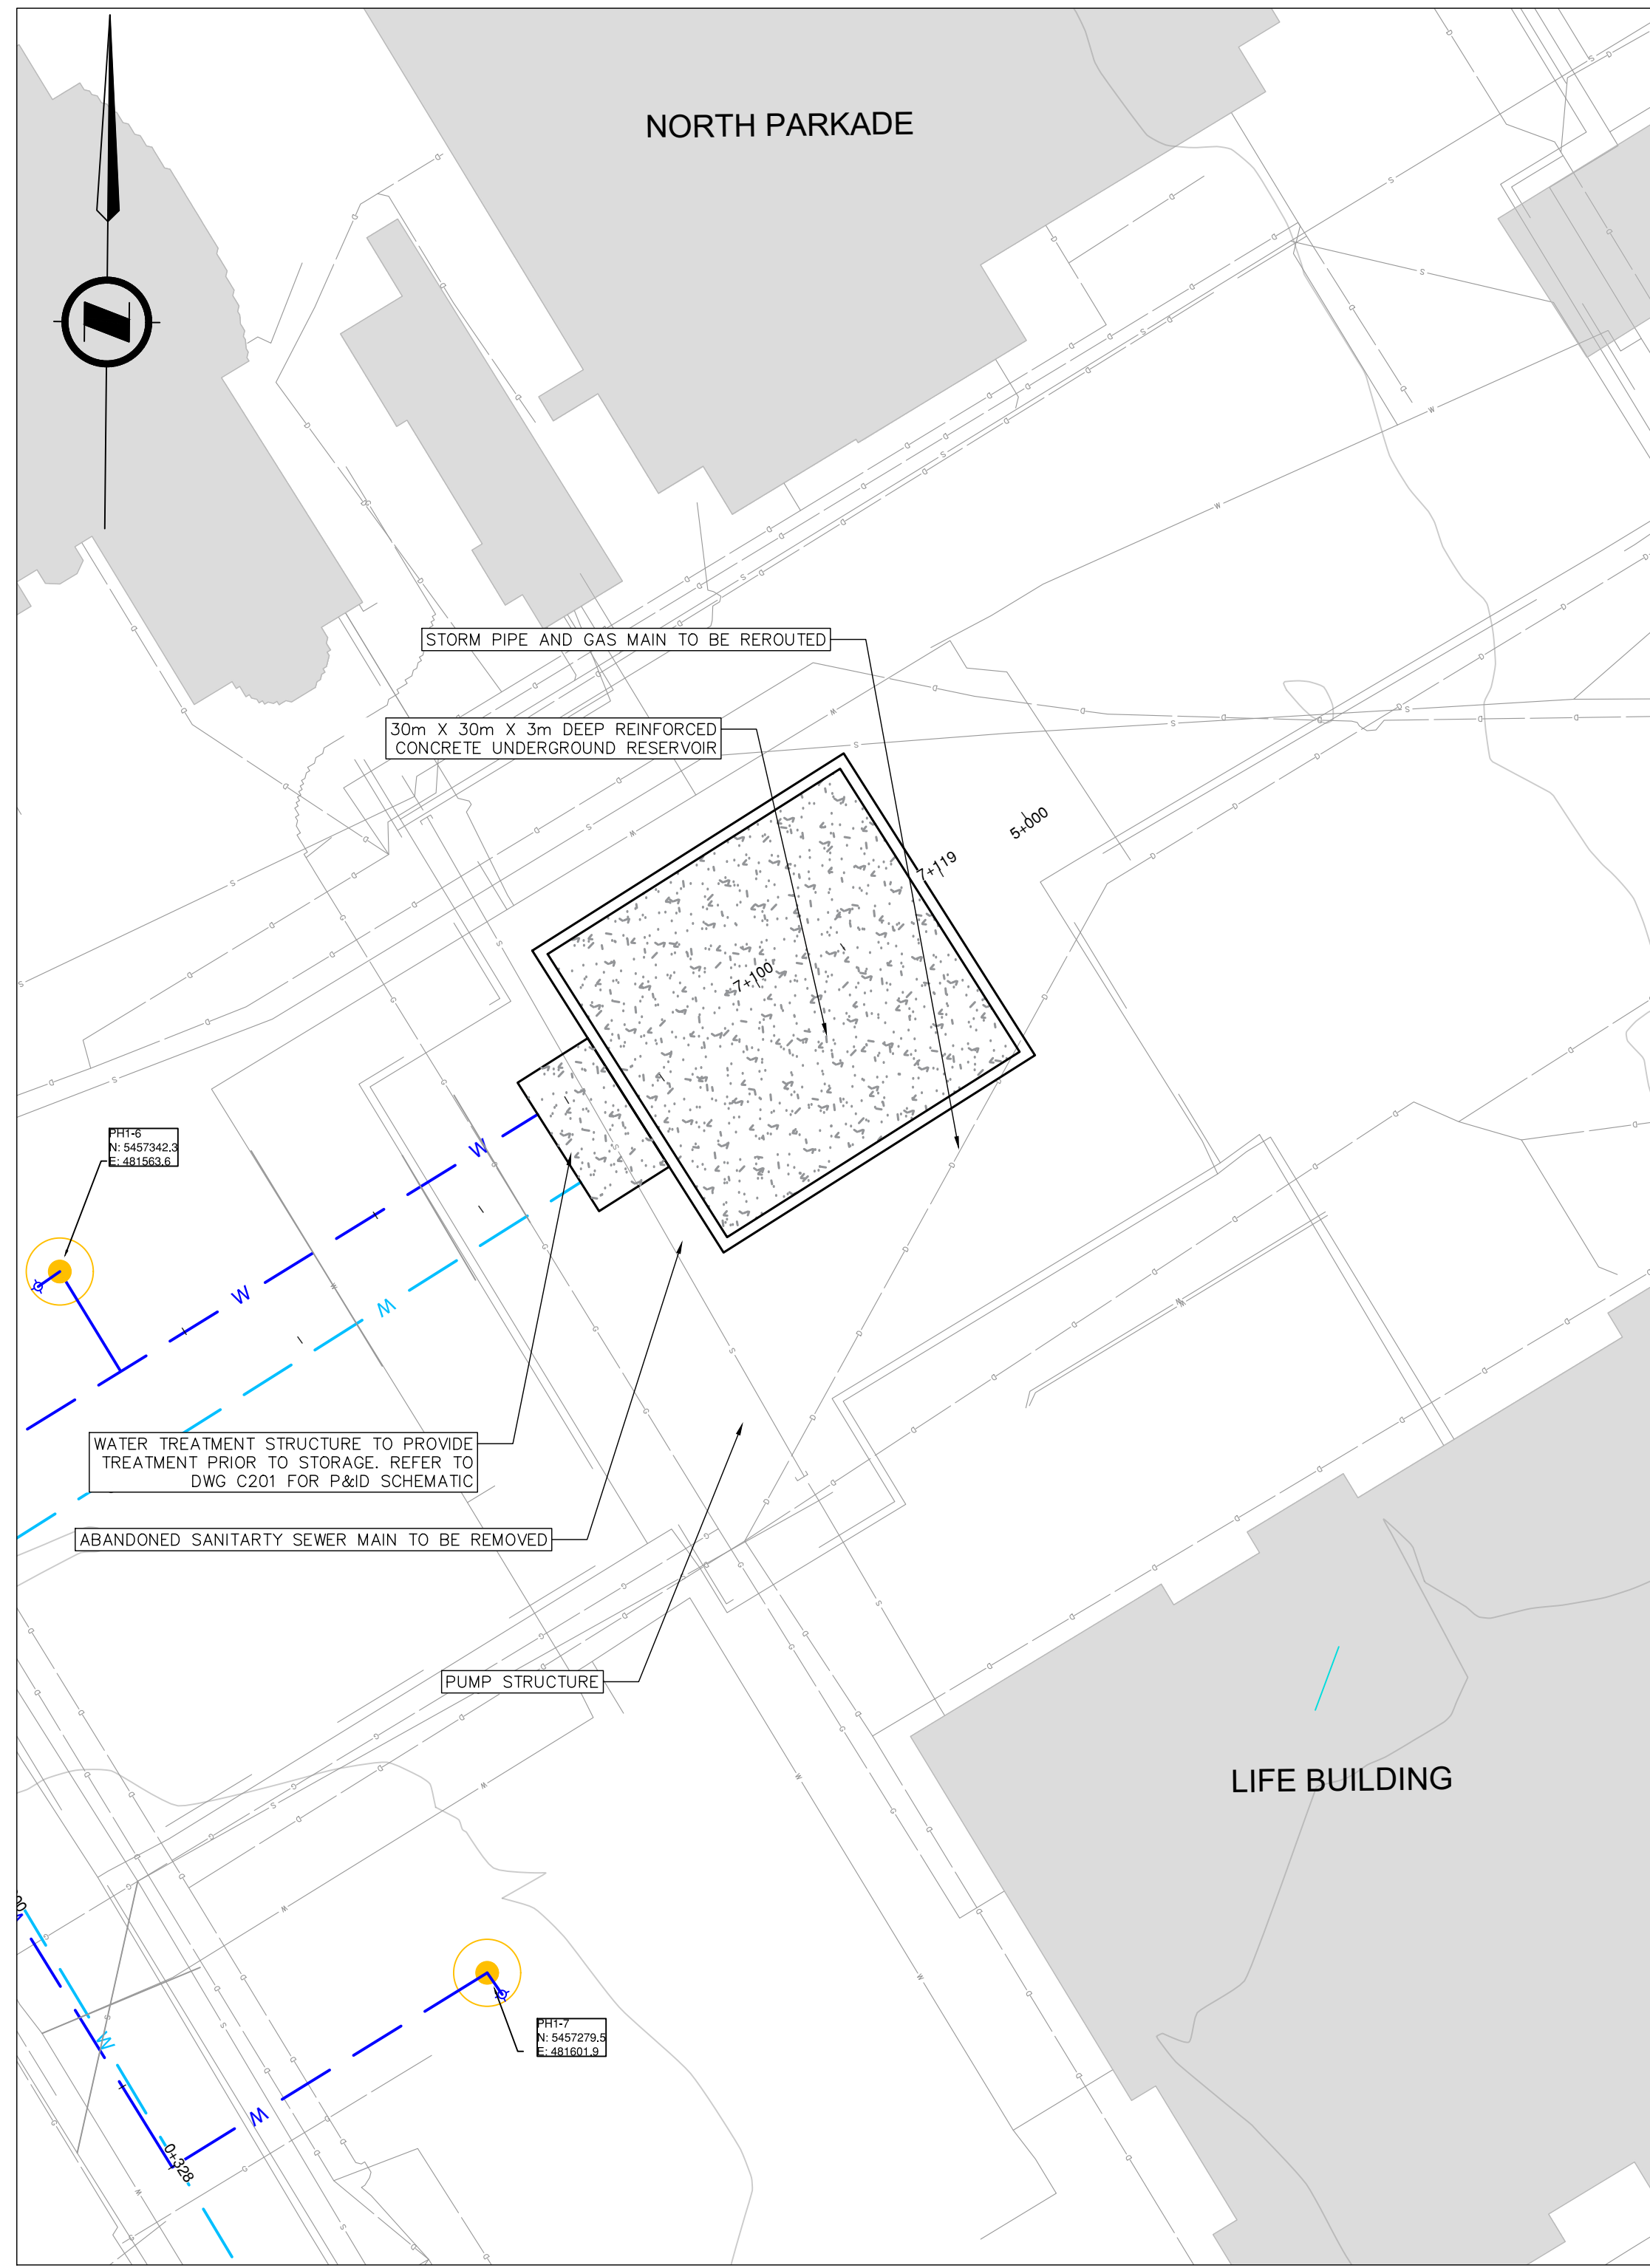 NORTH PARKADE
STORM PIPE AND GAS MAIN TO BE REROUTED
30m X 30m X 3m DEEP REINFORCED
CONCRETE UNDERGROUND RESERVOIR
5+000
7+119
7+100
PH1-6
N: 5457342.3
E: 481563.6
W
W
W
WATER TREATMENT STRUCTURE TO PROVIDE
TREATMENT PRIOR TO STORAGE. REFER TO
DWG C201 FOR P&ID SCHEMATIC
ABANDONED SANITARTY SEWER MAIN TO BE REMOVED
PUMP STRUCTURE
LIFE BUILDING
PH1-7
N: 5457279.5
E: 481601.9
W
W
0+328